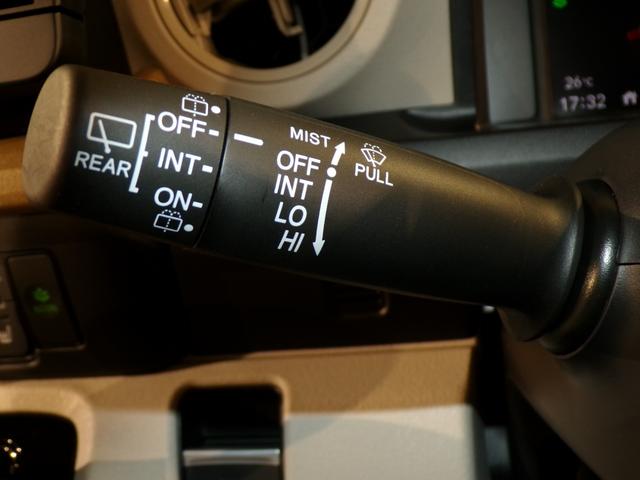 REAR
OFF
INT
ON
MIST
OFF
INT
LO
HI
PULL
26°C
17:32